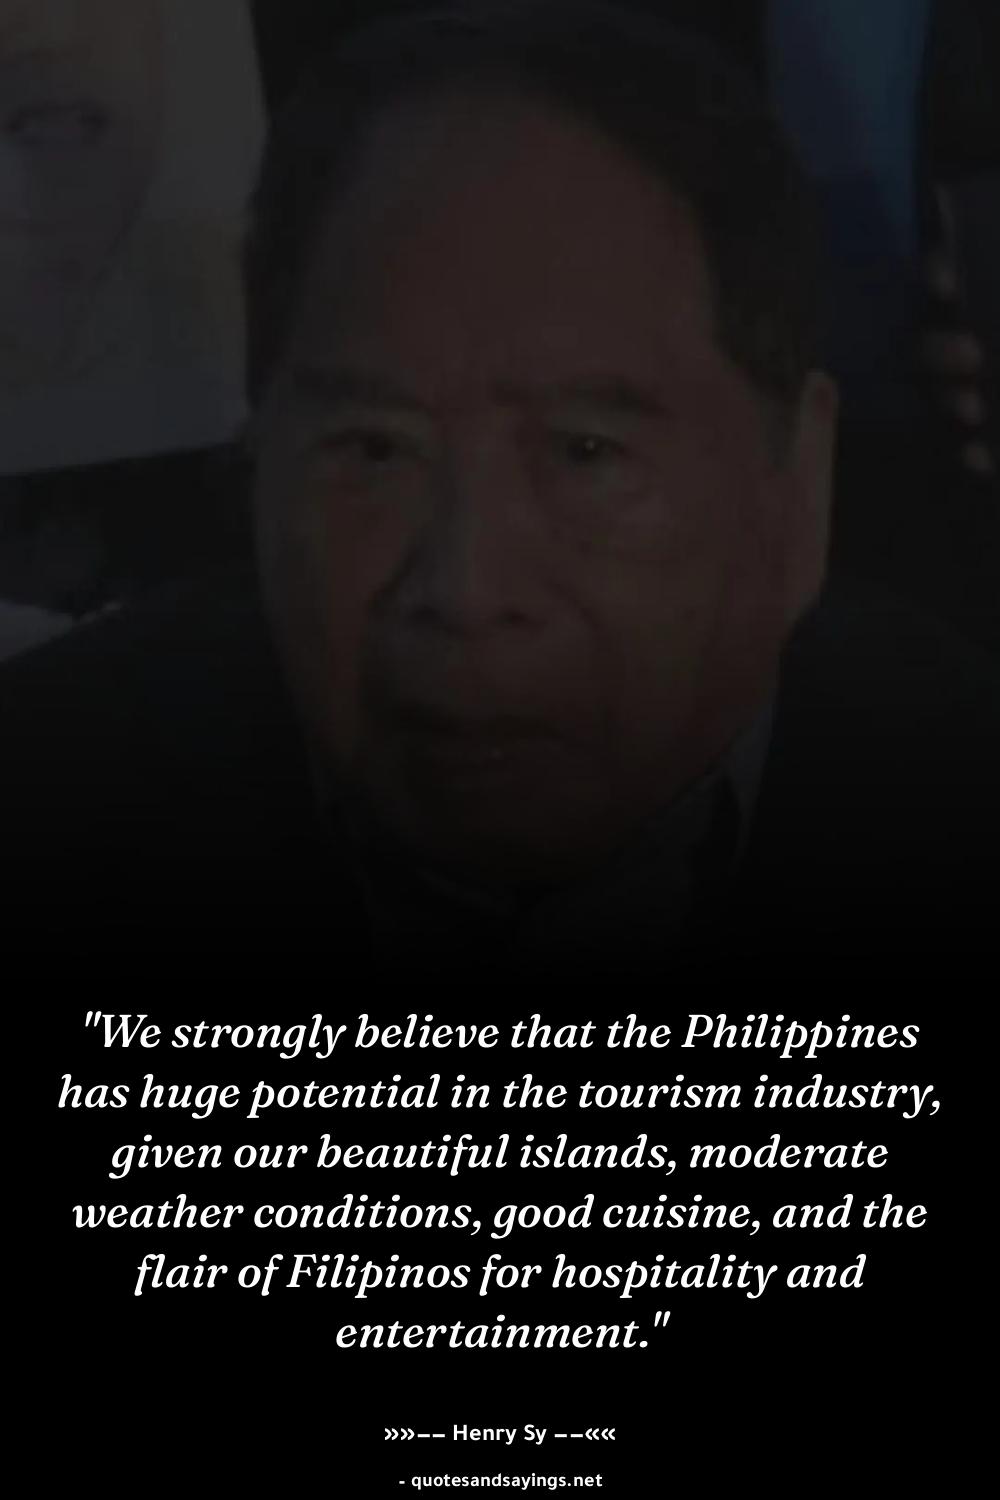 "We strongly believe that the Philippines
has huge potential in the tourism industry,
given our beautiful islands, moderate
weather conditions, good cuisine, and the
flair of Filipinos for hospitality and
entertainment."
»»−− Henry Sy −−««
- quotesandsayings.net